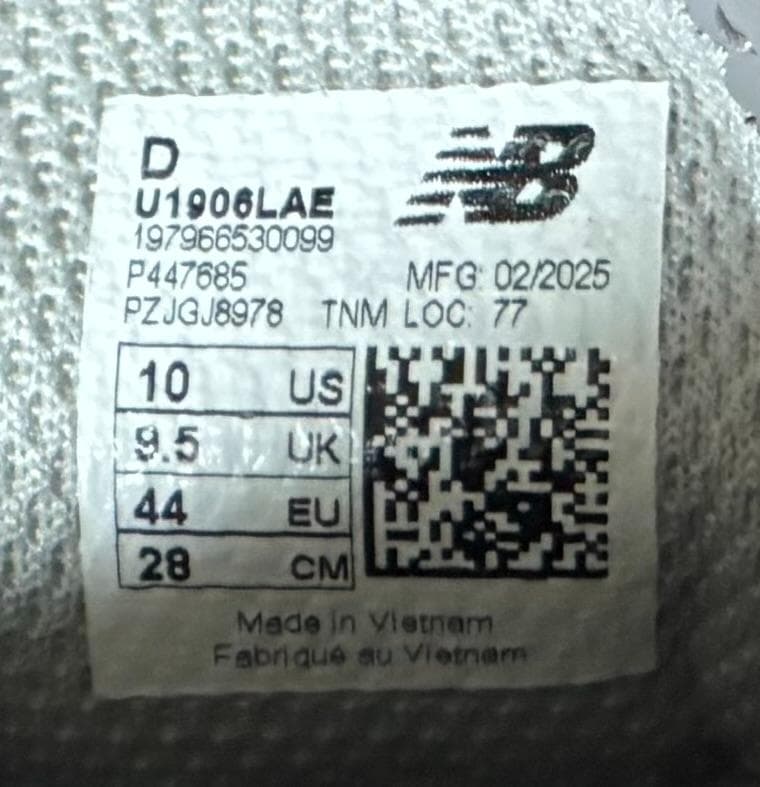 D
NB
U1906LAE
197966530099
P447685 MFG: 02/2025
PZJGJ8978 TNM LOC: 77
10 US
9.5 UK
44 EU
28 CM
Made in Vietnam
Fabriqué au Vietnam